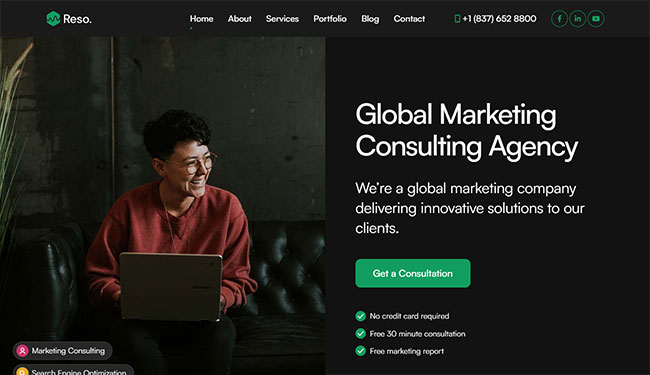 Reso.
Home About Services Portfolio Blog Contact
+1 (837) 652 8800
Global Marketing
Consulting Agency
We're a global marketing company
delivering innovative solutions to our
clients.
Get a Consultation
No credit card required
Free 30 minute consultation
Free marketing report
Marketing Consulting
Search Engine Optimization